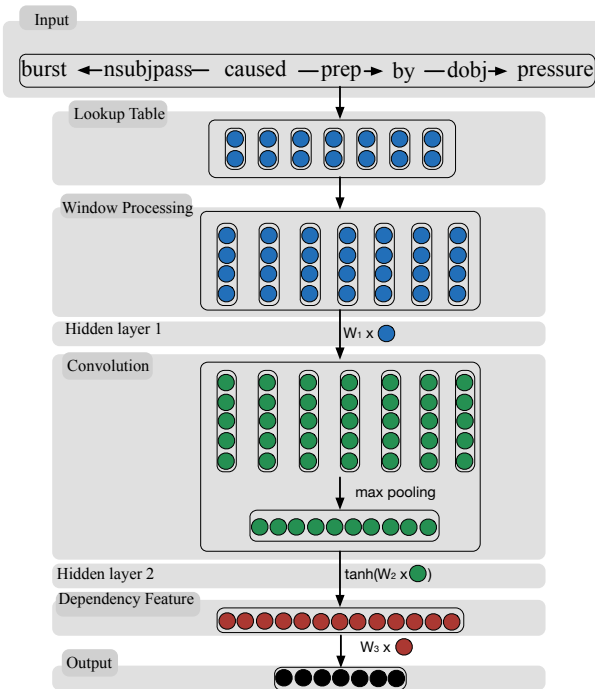 Input
burst nsubjpass caused prep by dobj pressure
Lookup Table
Window Processing
Hidden layer 1
W1 x
Convolution
max pooling
Hidden layer 2
tanh(W2 x )
Dependency Feature
W3 x
Output